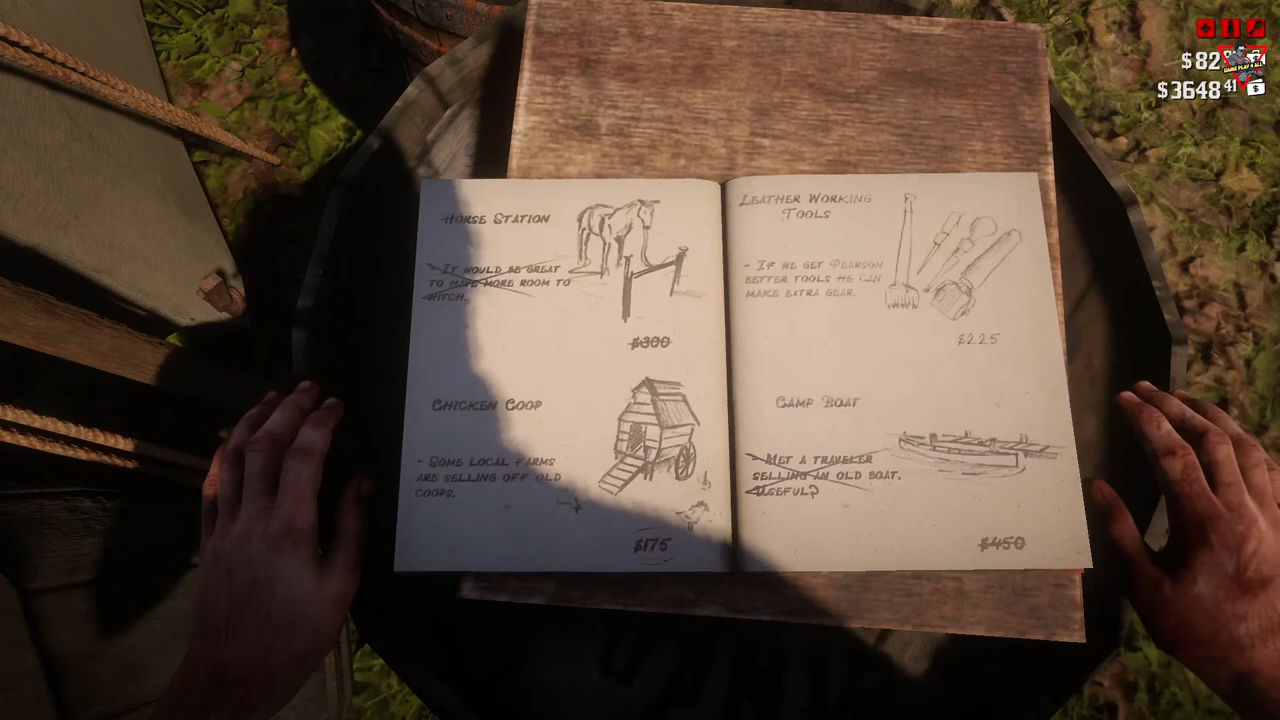 $82
$3648 41
Horse Station
- It would be great
to have more room to
hitch.
$300
Chicken Coop
- Some local farms
are selling off old
coops.
$175
Leather Working
Tools
- If we get Pearson
better tools he can
make extra gear.
$225
Camp Boat
- Met a traveler
selling an old boat.
Useful?
$450